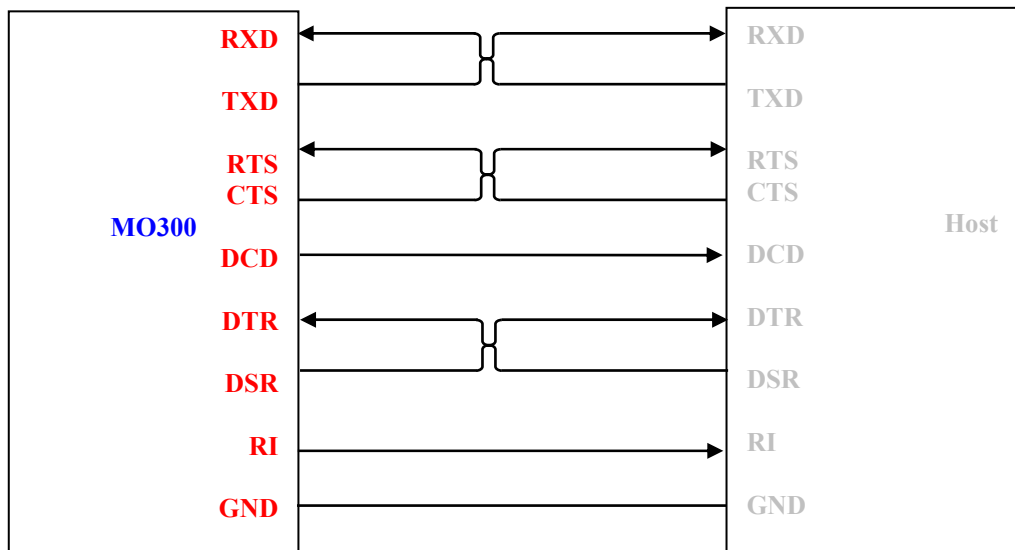 RXD RXD
TXD TXD
RTS RTS
CTS CTS
MO300 Host
DCD DCD
DTR DTR
DSR DSR
RI RI
GND GND